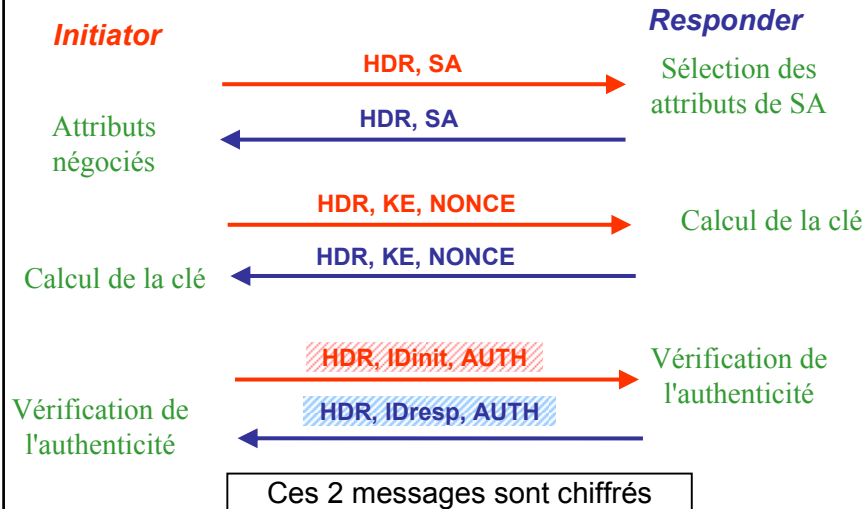 Initiator
Responder
HDR, SA
Sélection des
attributs de SA
HDR, SA
Attributs
négociés
HDR, KE, NONCE
Calcul de la clé
HDR, KE, NONCE
Calcul de la clé
HDR, IDinit, AUTH
Vérification de
l'authenticité
HDR, IDresp, AUTH
Vérification de
l'authenticité
Ces 2 messages sont chiffrés